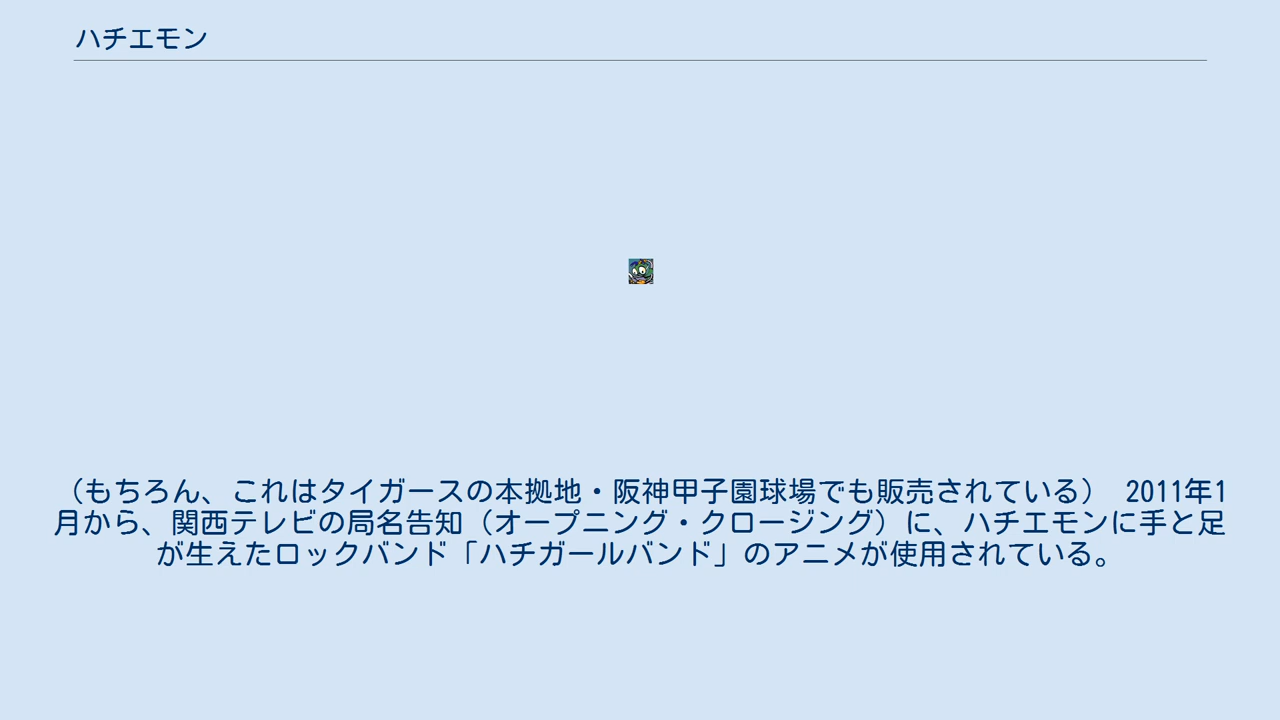 ハチエモン
（もちろん、これはタイガースの本拠地・阪神甲子園球場でも販売されている） 2011年1
月から、関西テレビの局名告知（オープニング・クロージング）に、ハチエモンに手と足
が生えたロックバンド「ハチガールバンド」のアニメが使用されている。